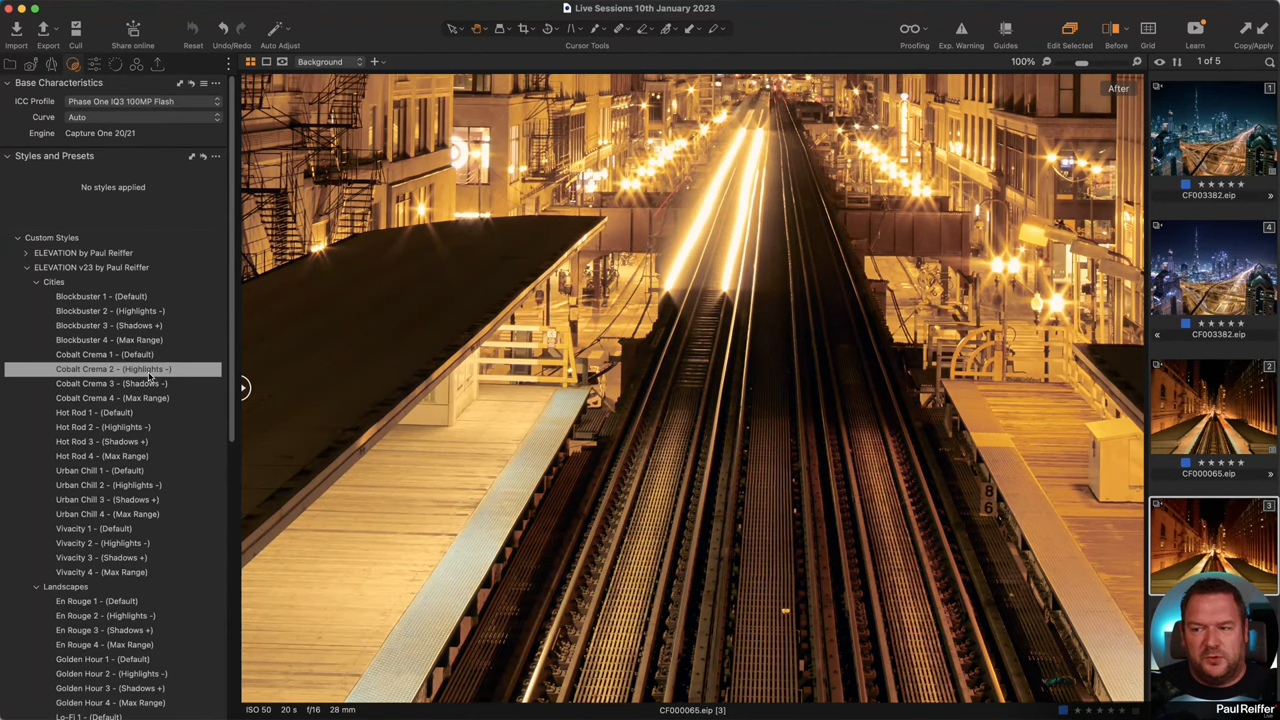 Live Sessions 10th January 2023
Import
Export
Cull
Share online
Reset
Undo/Redo
Auto Adjust
Cursor Tools
Proofing
Exp. Warning
Guides
Edit Selected
Before
Grid
Learn
Copy/Apply
Background
100%
1 of 5
Base Characteristics
ICC Profile Phase One IQ3 100MP Flash
Curve Auto
Engine Capture One 20/21
Styles and Presets
No styles applied
Custom Styles
ELEVATION by Paul Reiffer
ELEVATION v23 by Paul Reiffer
Cities
Blockbuster 1 - (Default)
Blockbuster 2 - (Highlights -)
Blockbuster 3 - (Shadows +)
Blockbuster 4 - (Max Range)
Cobalt Crema 1 - (Default)
Cobalt Crema 2 - (Highlights -)
Cobalt Crema 3 - (Shadows +)
Cobalt Crema 4 - (Max Range)
Hot Rod 1 - (Default)
Hot Rod 2 - (Highlights -)
Hot Rod 3 - (Shadows +)
Hot Rod 4 - (Max Range)
Urban Chill 1 - (Default)
Urban Chill 2 - (Highlights -)
Urban Chill 3 - (Shadows +)
Urban Chill 4 - (Max Range)
Vivacity 1 - (Default)
Vivacity 2 - (Highlights -)
Vivacity 3 - (Shadows +)
Vivacity 4 - (Max Range)
Landscapes
En Rouge 1 - (Default)
En Rouge 2 - (Highlights -)
En Rouge 3 - (Shadows +)
En Rouge 4 - (Max Range)
Golden Hour 1 - (Default)
Golden Hour 2 - (Highlights -)
Golden Hour 3 - (Shadows +)
Golden Hour 4 - (Max Range)
Lo-Fi 1 - (Default)
After
8
6
ISO 50 20 s f/16 28 mm
CF000065.eip [3]
1
CF003382.eip
4
CF003382.eip
2
CF000065.eip
3
Paul Reiffer
Live